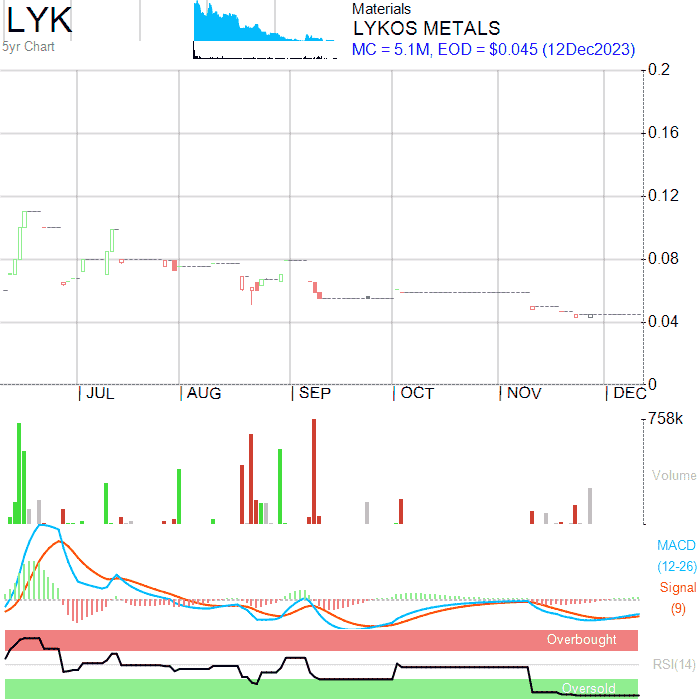 LYK
5yr Chart
Materials
LYKOS METALS
MC = 5.1M, EOD = $0.045 (12Dec2023)
0.2
0.16
0.12
0.08
0.04
0
JUL AUG SEP OCT NOV DEC
758k
Volume
MACD
(12-26)
Signal
(9)
Overbought
RSI(14)
Oversold